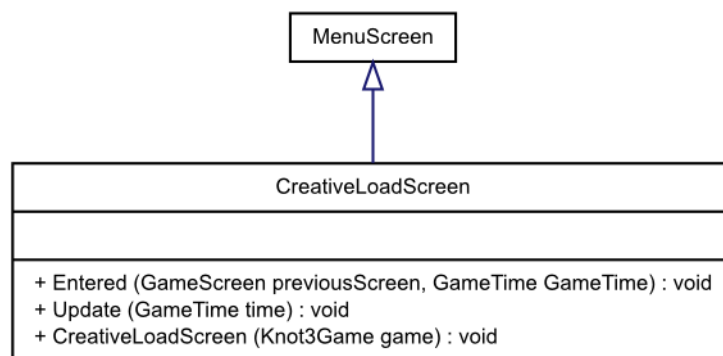 MenuScreen
CreativeLoadScreen
+ Entered (GameScreen previousScreen, GameTime GameTime) : void
+ Update (GameTime time) : void
+ CreativeLoadScreen (Knot3Game game) : void